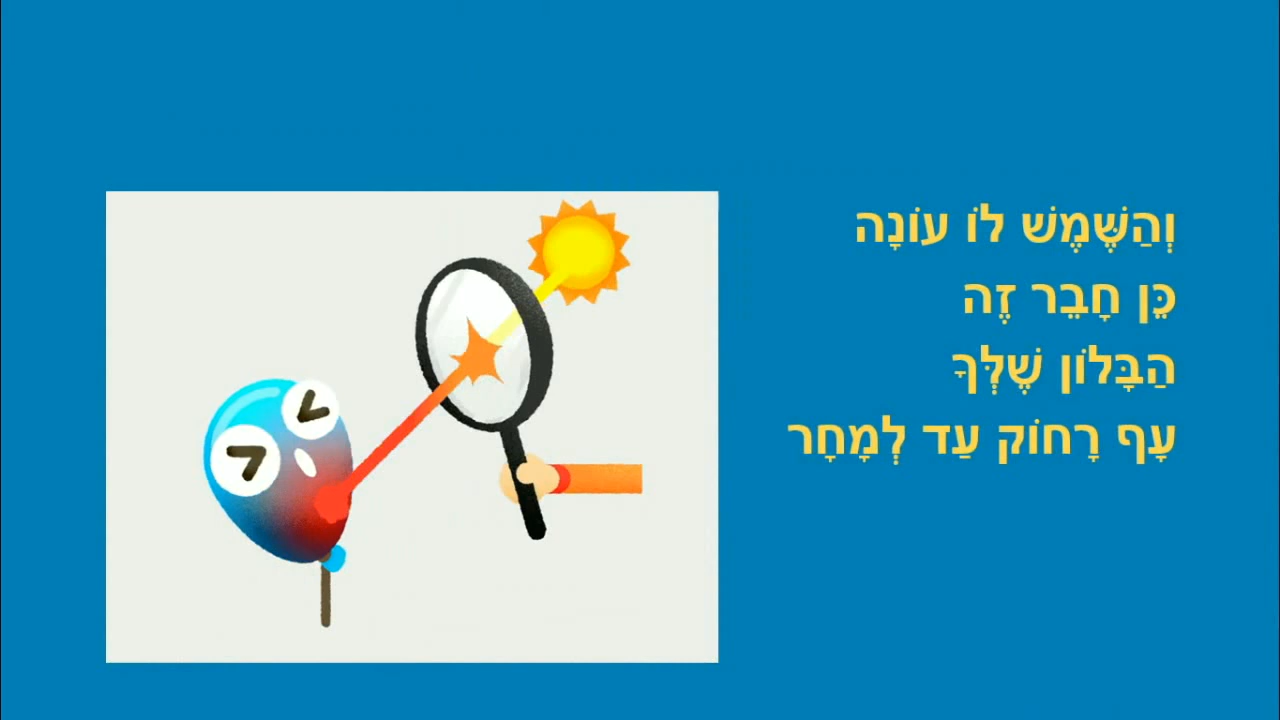 וְהַשֶּׁמֶשׁ לוֹ עוֹנָה
כֵּן חָבֵר זֶה
הַבָּלוֹן שֶׁלְּךָ
עָף רָחוֹק עַד לְמָחָר